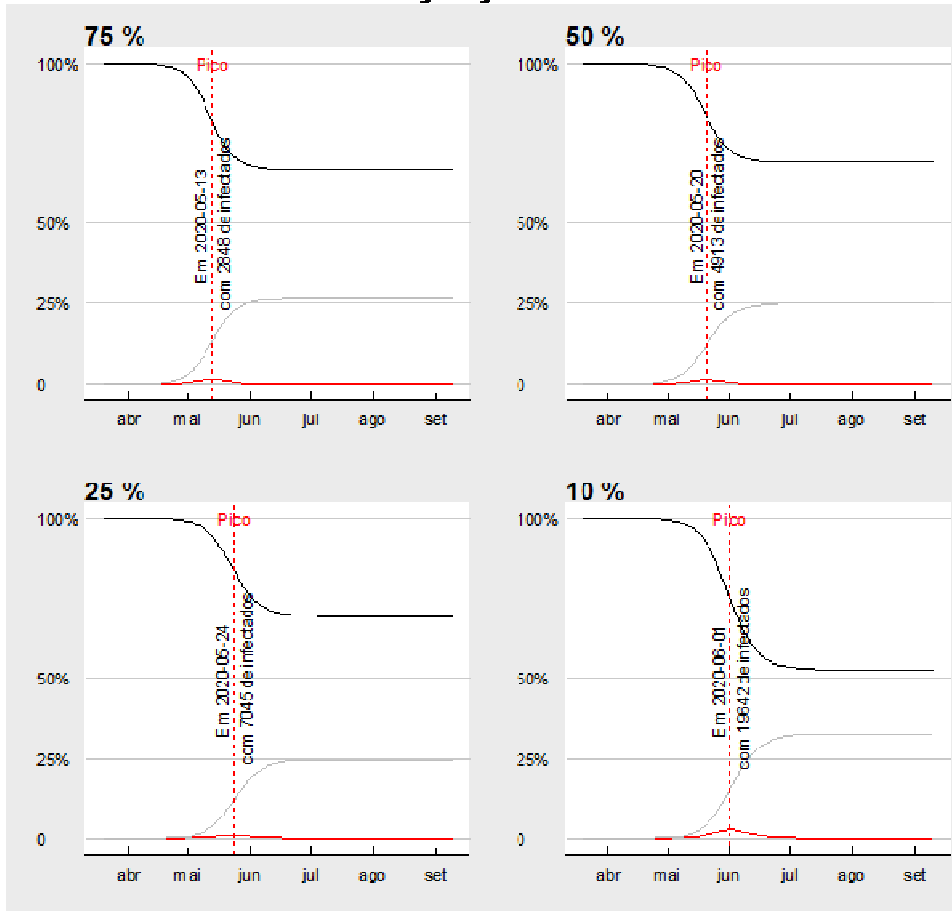 75 %
100%
50%
25%
0
Pico
Em 2020-05-13
com 2848 de infectados
abr mai jun jul ago set
50 %
100%
50%
25%
0
Pico
Em 2020-05-20
com 4913 de infectados
abr mai jun jul ago set
25 %
100%
50%
25%
0
Pico
Em 2020-05-24
com 7045 de infectados
abr mai jun jul ago set
10 %
100%
50%
25%
0
Pico
Em 2020-06-01
com 19642 de infectados
abr mai jun jul ago set